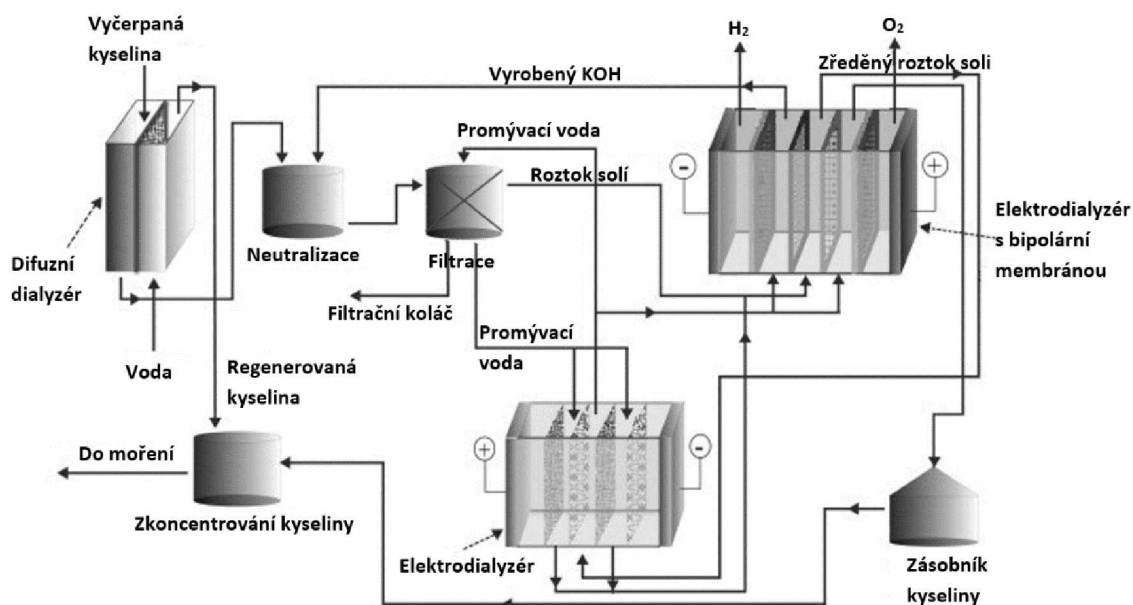 Vyčerpaná
kyselina
H2
O2
Zředěný roztok soli
Vyrobený KOH
Promývací voda
Roztok solí
-
+
Elektrodialyzér
s bipolární
membránou
Difuzní
dialyzér
Neutralizace
Filtrace
Filtrační koláč
Promývací
voda
Voda
Regenerovaná
kyselina
Do moření
+
-
Zkoncentrování kyseliny
Elektrodialyzér
Zásobník
kyseliny